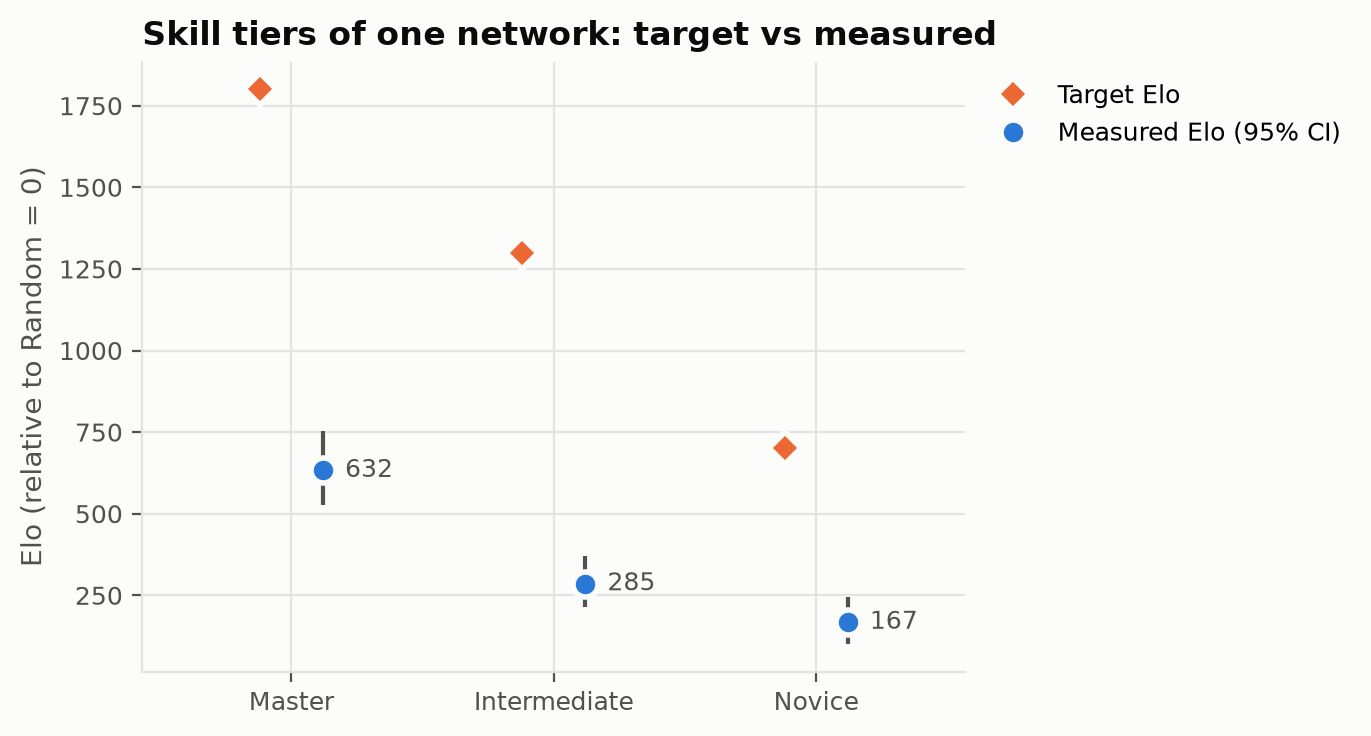 Skill tiers of one network: target vs measured
Target Elo
Measured Elo (95% CI)
Elo (relative to Random = 0)
1750
1500
1250
1000
750
500
250
632
285
167
Master
Intermediate
Novice